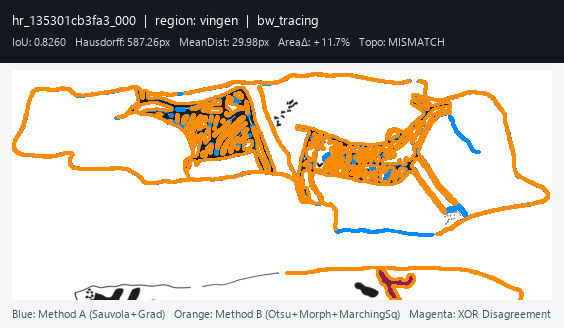 hr_135301cb3fa3_000 | region: vingen | bw_tracing
IoU: 0.8260 Hausdorff: 587.26px MeanDist: 29.98px AreaΔ: +11.7% Topo: MISMATCH
Blue: Method A (Sauvola+Grad) Orange: Method B (Otsu+Morph+MarchingSq) Magenta: XOR Disagreement